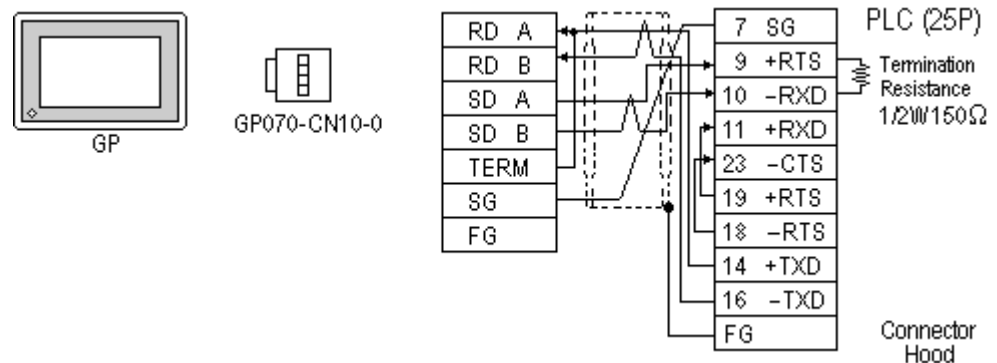 GP
GP070-CN10-0
RD A
RD B
SD A
SD B
TERM
SG
FG
7 SG
9 +RTS
10 -RXD
11 +RXD
23 -CTS
19 +RTS
18 -RTS
14 +TXD
16 -TXD
FG
PLC (25P)
Termination
Resistance
1/2W150Ω
Connector
Hood